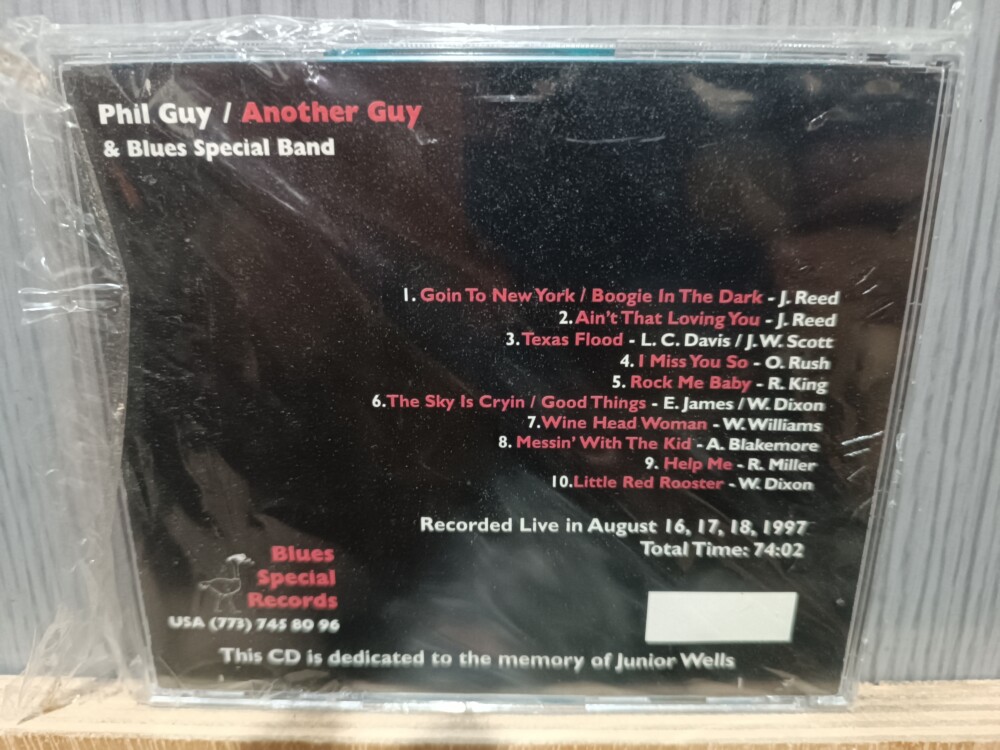 Phil Guy / Another Guy
& Blues Special Band
1. Goin To New York / Boogie In The Dark - J. Reed
2. Ain't That Loving You - J. Reed
3. Texas Flood - L. C. Davis / J. W. Scott
4. I Miss You So - O. Rush
5. Rock Me Baby - R. King
6. The Sky Is Cryin / Good Things - E. James / W. Dixon
7. Wine Head Woman - W. Williams
8. Messin' With The Kid - A. Blakemore
9. Help Me - R. Miller
10. Little Red Rooster - W. Dixon
Recorded Live in August 16, 17, 18, 1997
Total Time: 74:02
Blues
Special
Records
USA (773) 745 80 96
This CD is dedicated to the memory of Junior Wells